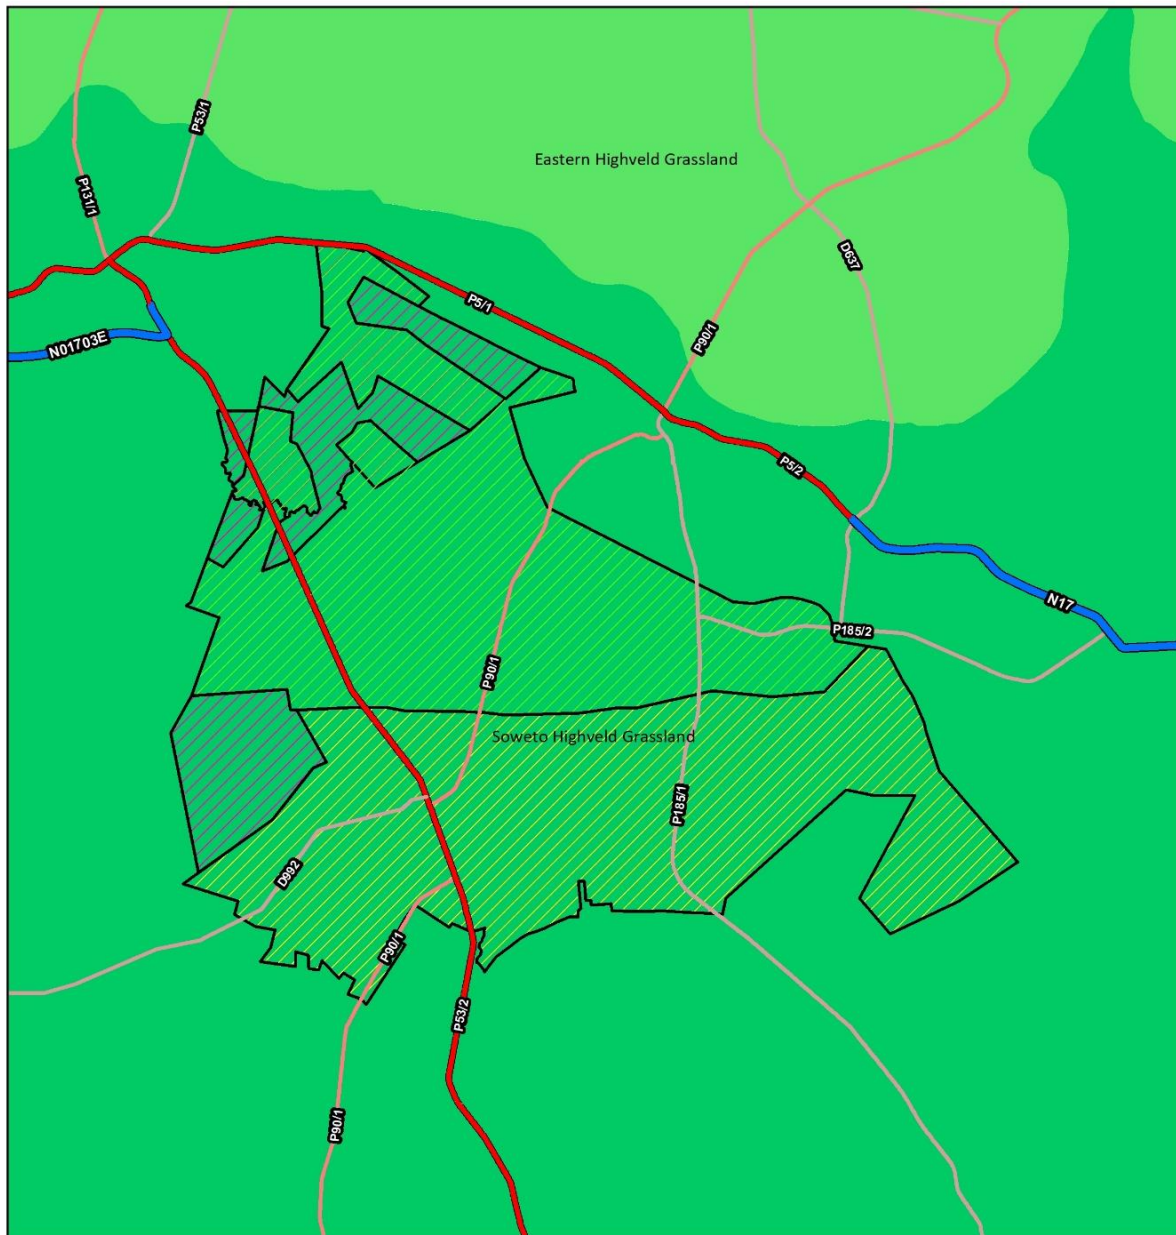 P53/1
Eastern Highveld Grassland
P131/1
D637
P5/1
P90/1
N01703E
P5/2
N17
P185/2
P90/1
Soweto Highveld Grassland
P185/1
D992
P90/1
P53/2
P90/1